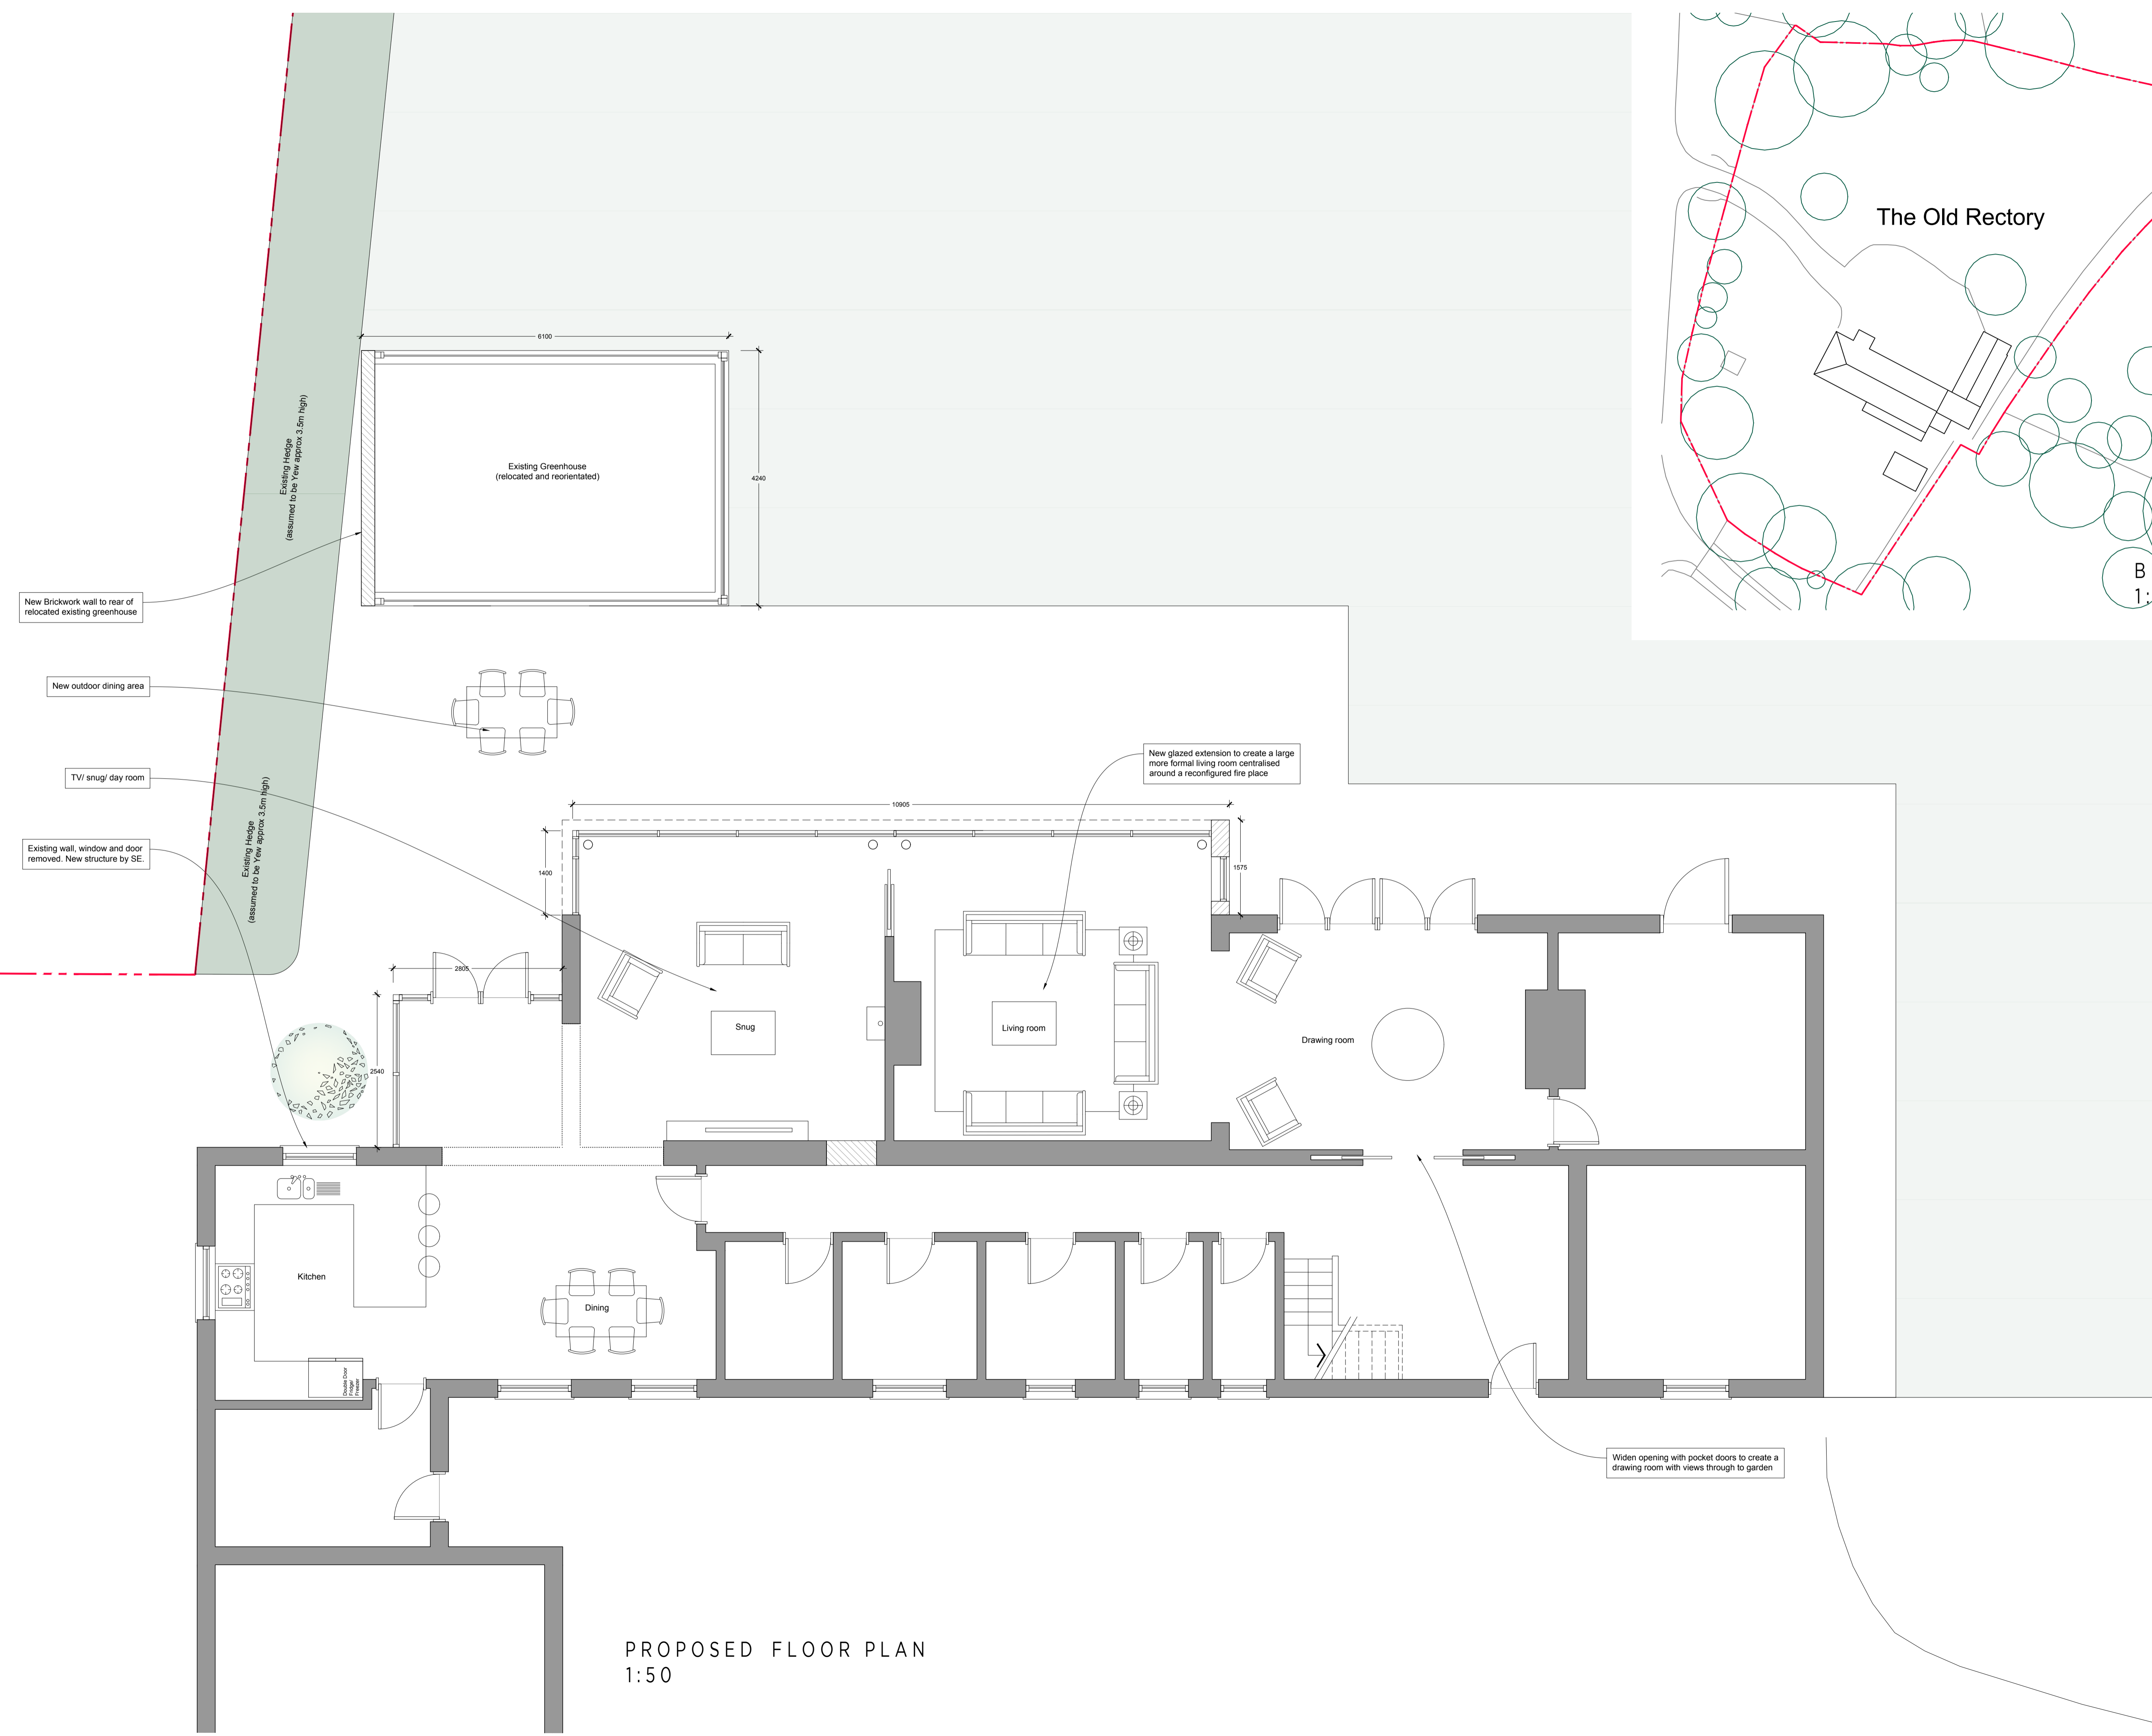 The Old Rectory
B
1:
6100
4240
Existing Greenhouse
(relocated and reorientated)
Existing Hedge
(assumed to be Yew approx 3.5m high)
New Brickwork wall to rear of
relocated existing greenhouse
New outdoor dining area
TV/ snug/ day room
Existing Hedge
(assumed to be Yew approx 3.5m high)
Existing wall, window and door
removed. New structure by SE.
New glazed extension to create a large
more formal living room centralised
around a reconfigured fire place
10905
1400
1575
2805
2540
Snug
Living room
Drawing room
Kitchen
Dining
Double Door
Fridge/
Freezer
Widen opening with pocket doors to create a
drawing room with views through to garden
PROPOSED FLOOR PLAN
1:50